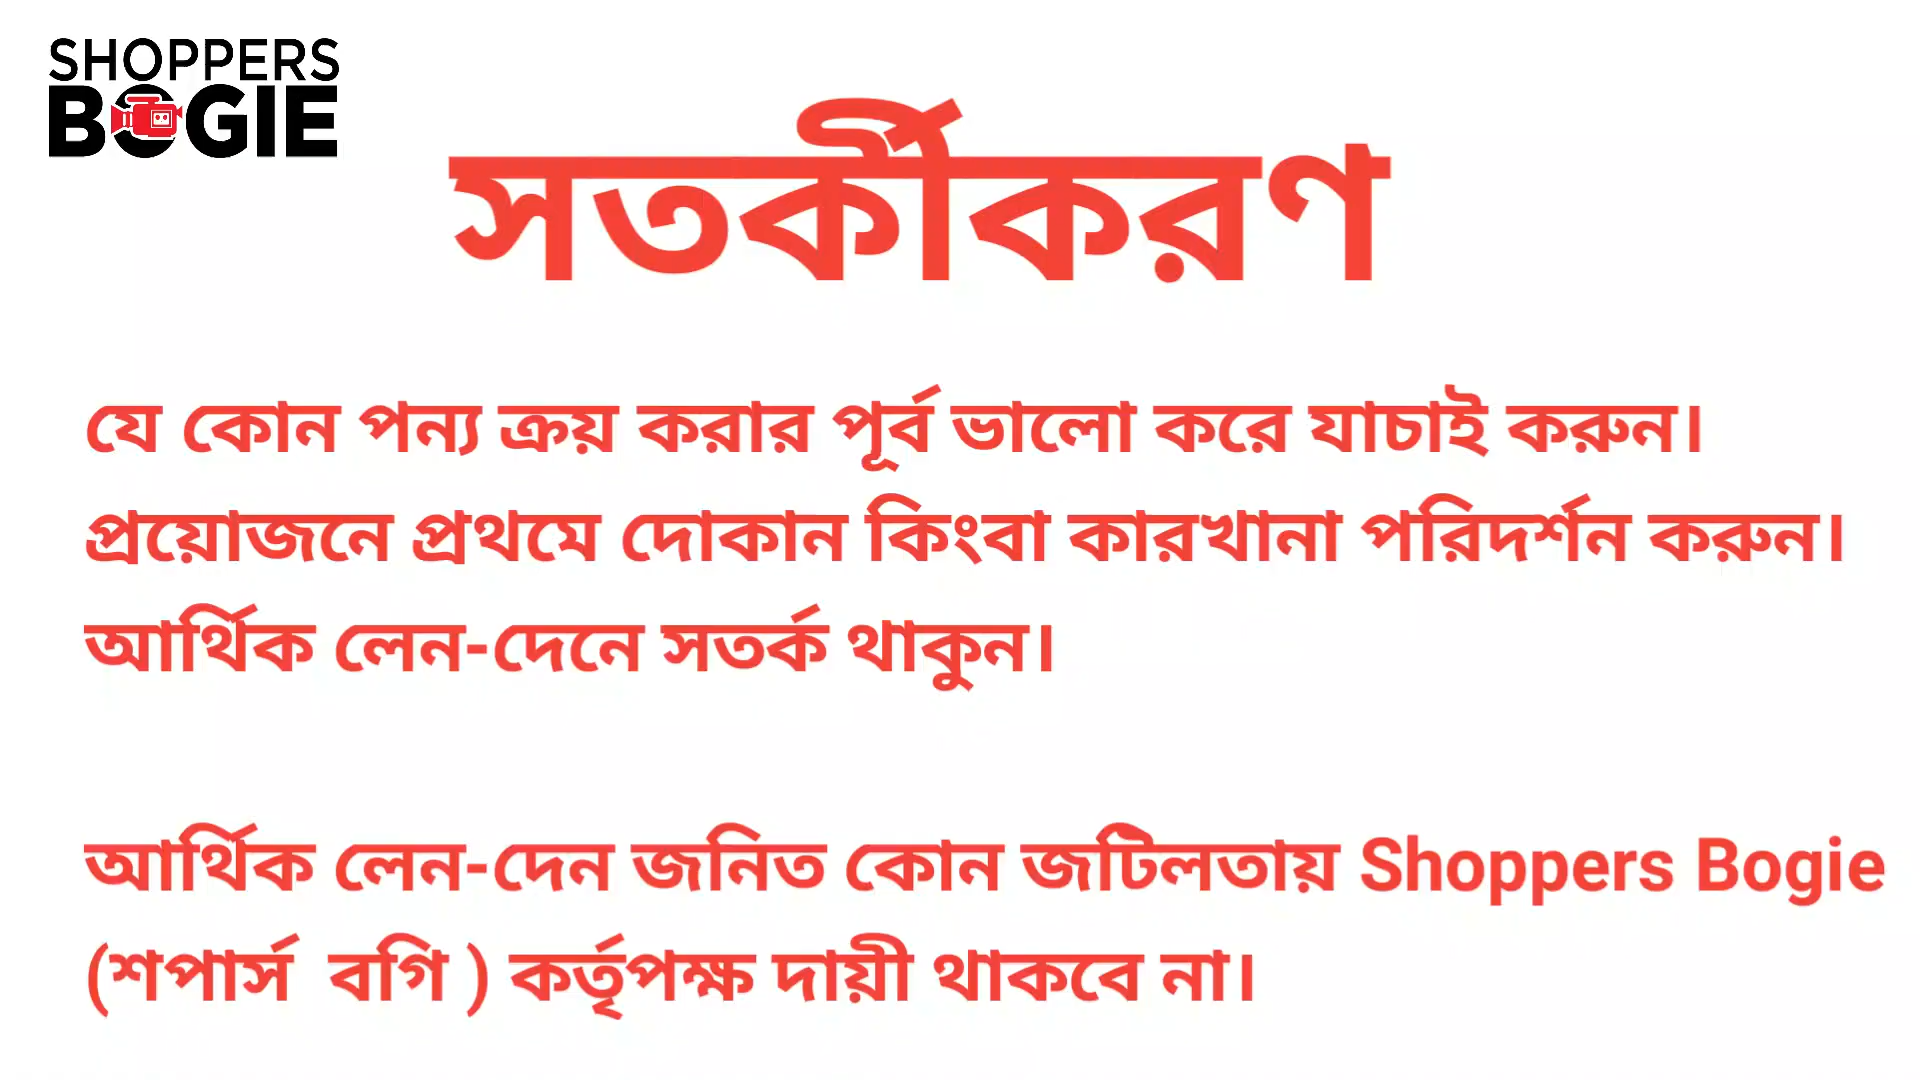 SHOPPERS
BOGIE
সতর্কীকরণ
যে কোন পন্য ক্রয় করার পূর্ব ভালো করে যাচাই করুন।
প্রয়োজনে প্রথমে দোকান কিংবা কারখানা পরিদর্শন করুন।
আর্থিক লেন-দেনে সতর্ক থাকুন।
আর্থিক লেন-দেন জনিত কোন জটিলতায় Shoppers Bogie
(শপার্স বগি ) কর্তৃপক্ষ দায়ী থাকবে না।